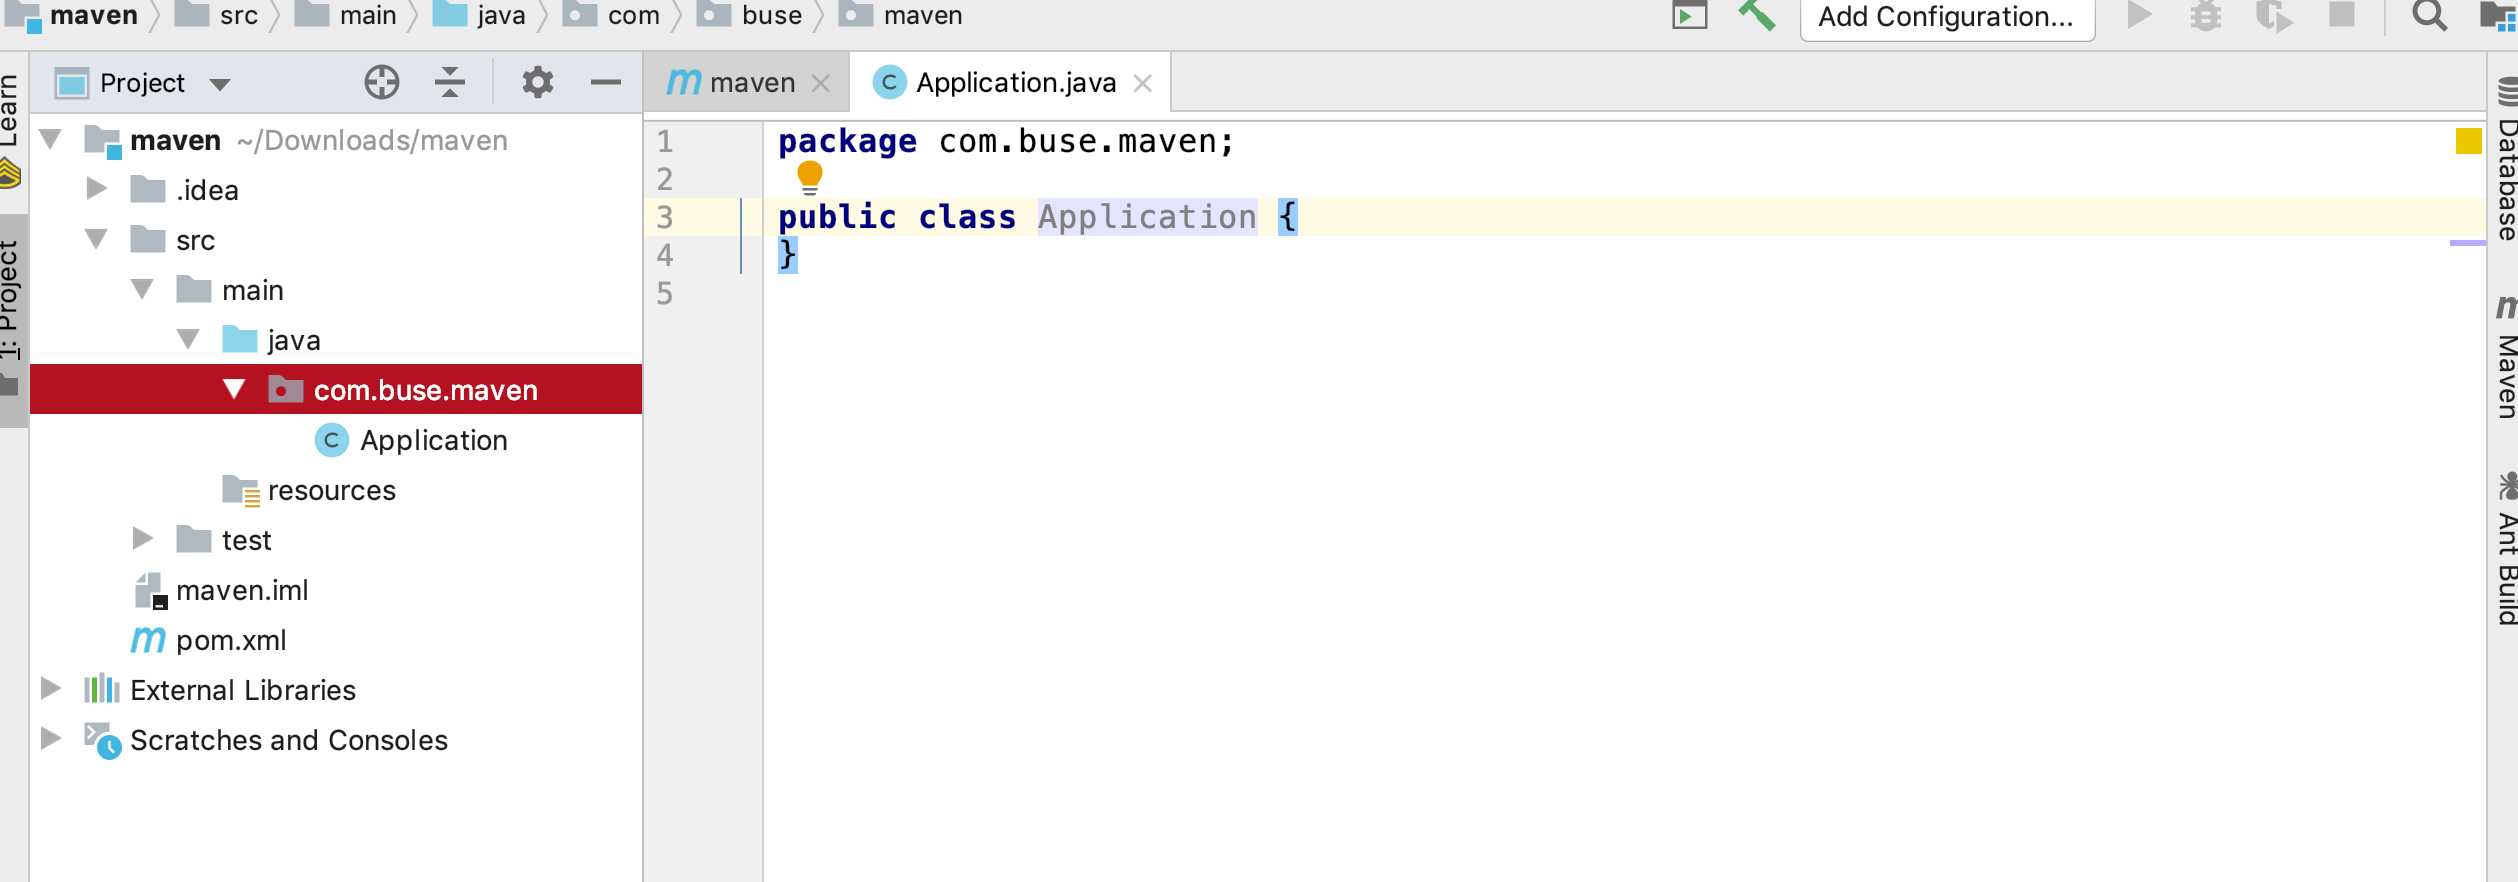 maven src main java com buse maven Add Configuration...
Learn
1: Project
Project
maven ~/Downloads/maven
.idea
src
main
java
com.buse.maven
Application
resources
test
maven.iml
pom.xml
External Libraries
Scratches and Consoles
maven Application.java
1 package com.buse.maven;
2
3 public class Application {
4 }
5
Database
Maven
Ant Build